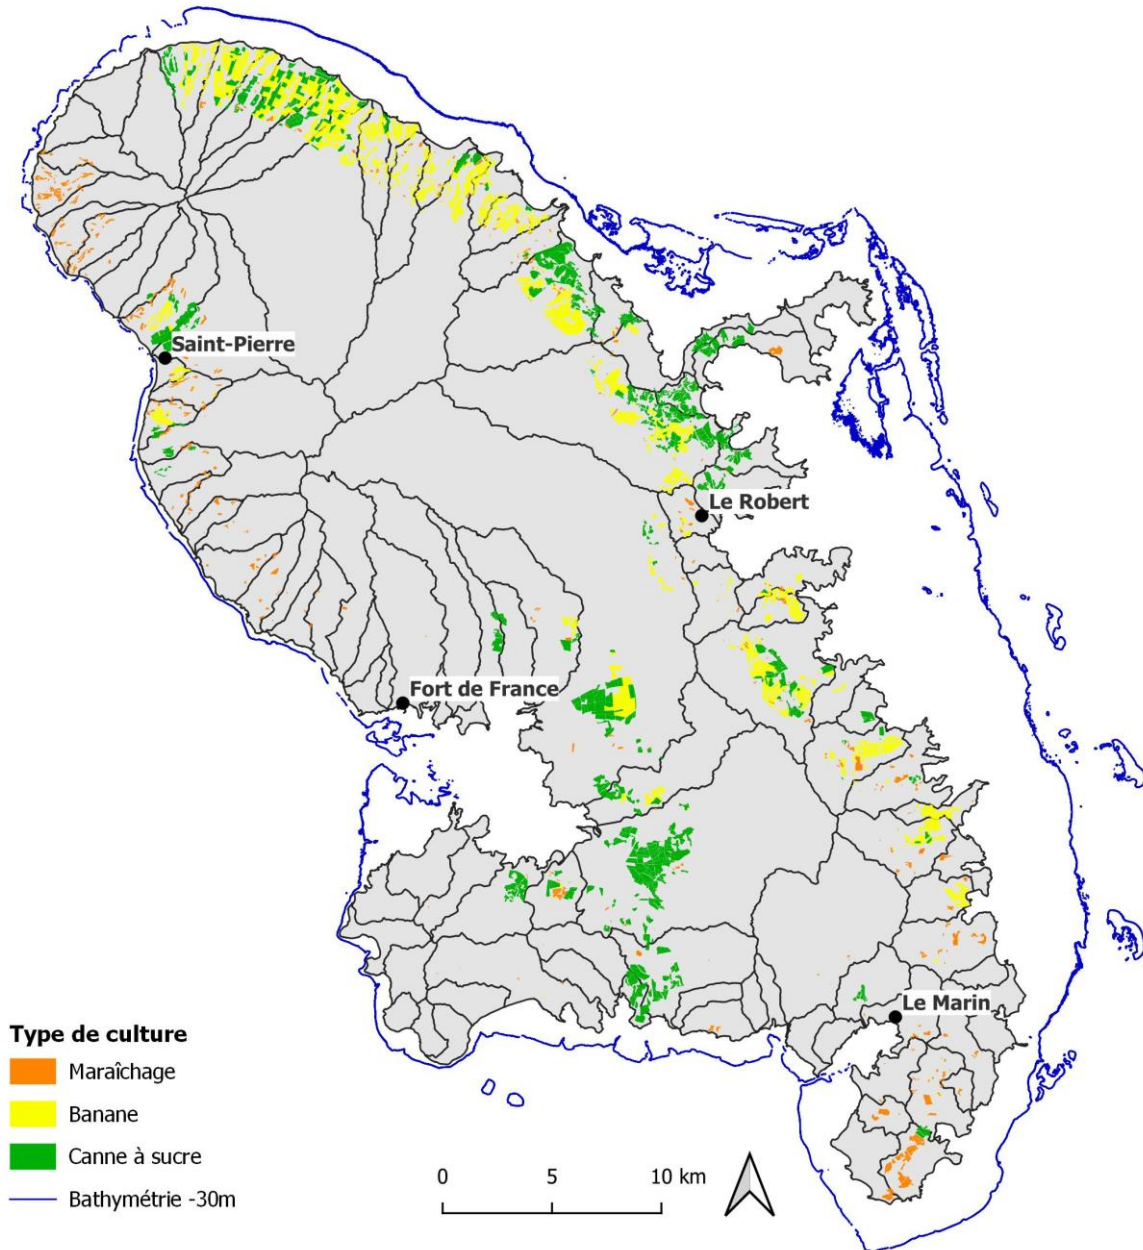 Saint-Pierre
Le Robert
Fort de France
Le Marin
Type de culture
Maraîchage
Banane
Canne à sucre
Bathymétrie -30m
0 5 10 km